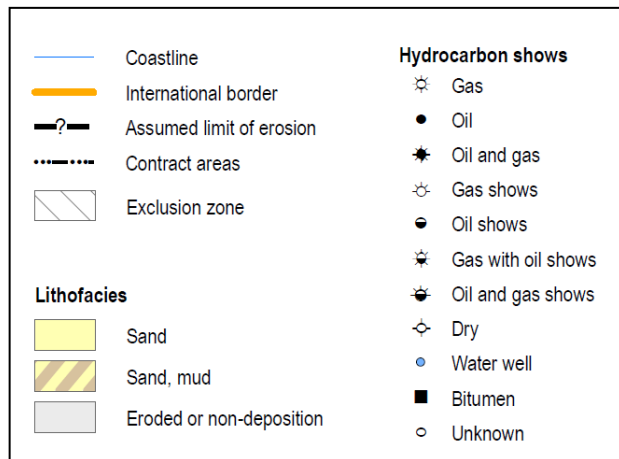 Coastline
International border
?
Assumed limit of erosion
Contract areas
Exclusion zone
Lithofacies
Sand
Sand, mud
Eroded or non-deposition
Hydrocarbon shows
Gas
Oil
Oil and gas
Gas shows
Oil shows
Gas with oil shows
Oil and gas shows
Dry
Water well
Bitumen
Unknown